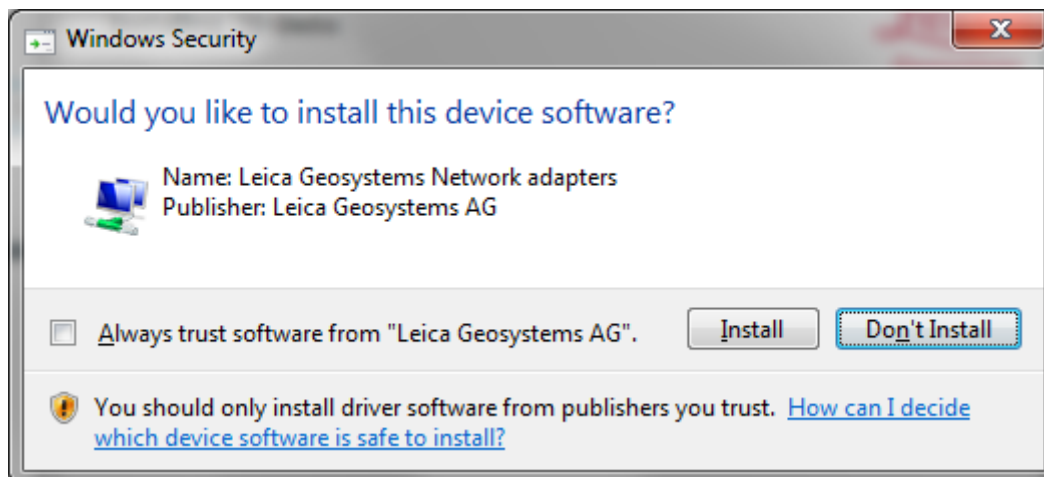 Windows Security
Would you like to install this device software?
Name: Leica Geosystems Network adapters
Publisher: Leica Geosystems AG
Always trust software from "Leica Geosystems AG".
Install
Don't Install
You should only install driver software from publishers you trust. How can I decide
which device software is safe to install?